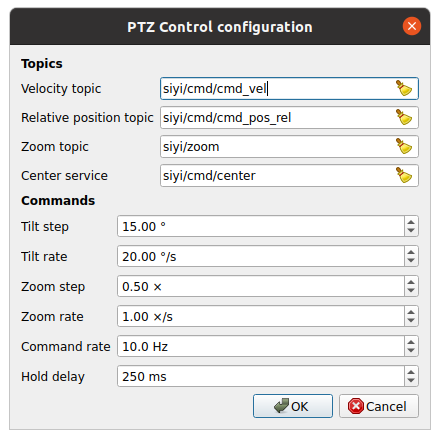 PTZ Control configuration
Topics
Velocity topic siyi/cmd/cmd_vel
Relative position topic siyi/cmd/cmd_pos_rel
Zoom topic siyi/zoom
Center service siyi/cmd/center
Commands
Tilt step 15.00 °
Tilt rate 20.00 °/s
Zoom step 0.50 ×
Zoom rate 1.00 ×/s
Command rate 10.0 Hz
Hold delay 250 ms
OK Cancel